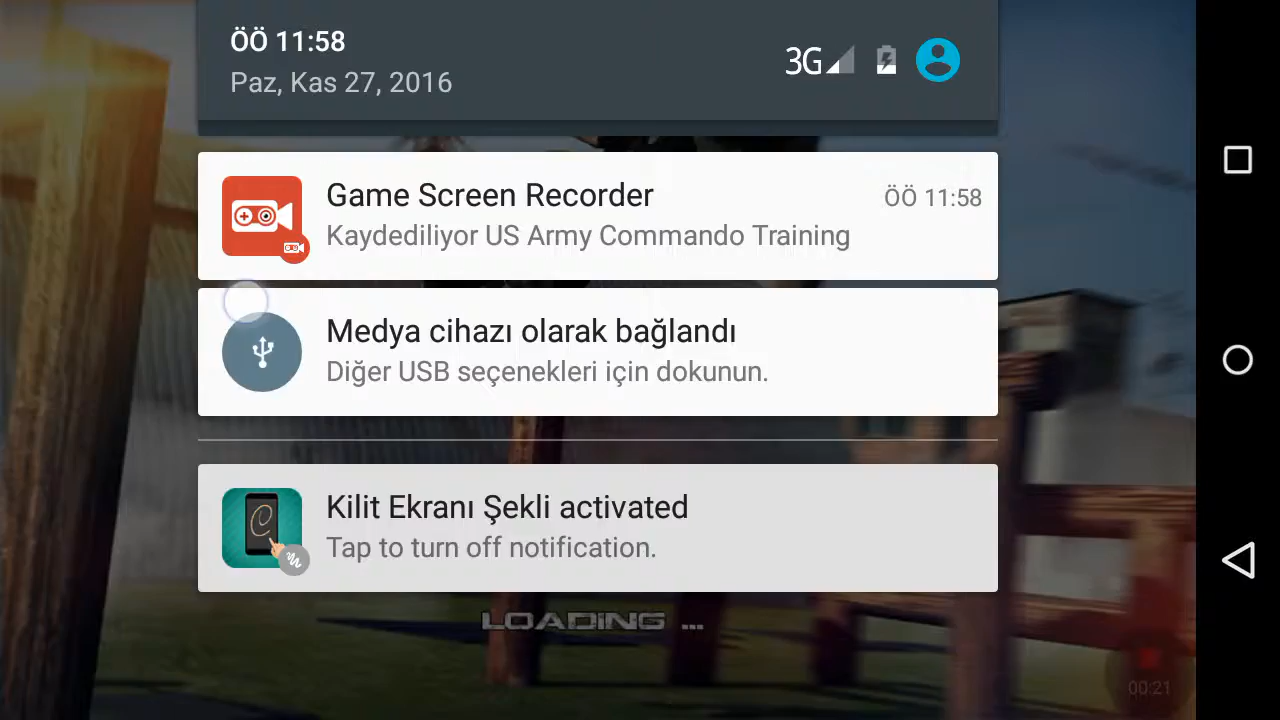 ÖÖ 11:58
Paz, Kas 27, 2016
3G
Game Screen Recorder
ÖÖ 11:58
Kaydediliyor US Army Commando Training
Medya cihazı olarak bağlandı
Diğer USB seçenekleri için dokunun.
Kilit Ekranı Şekli activated
Tap to turn off notification.
LOADING ...
00:21